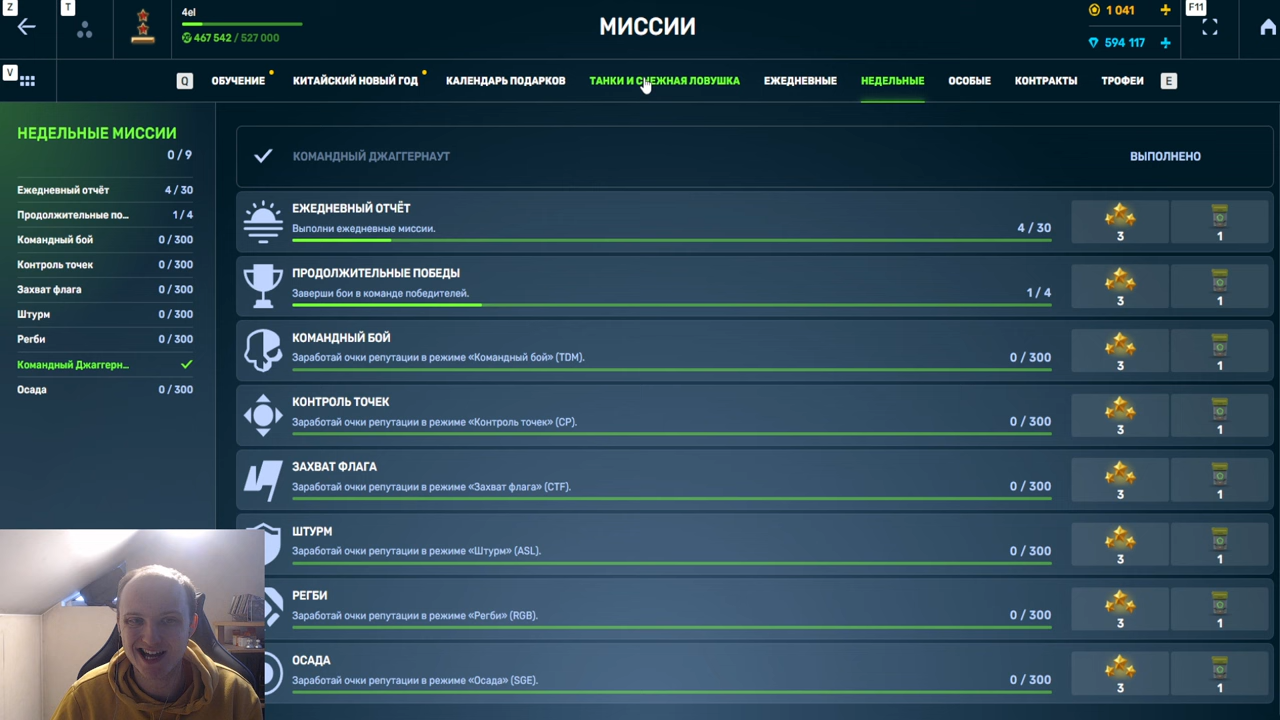 Z
T
4el
467 542 / 527 000
МИССИИ
1 041
594 117
F11
V
Q
ОБУЧЕНИЕ
КИТАЙСКИЙ НОВЫЙ ГОД
КАЛЕНДАРЬ ПОДАРКОВ
ТАНКИ И СНЕЖНАЯ ЛОВУШКА
ЕЖЕДНЕВНЫЕ
НЕДЕЛЬНЫЕ
ОСОБЫЕ
КОНТРАКТЫ
ТРОФЕИ
E
НЕДЕЛЬНЫЕ МИССИИ
0 / 9
Ежедневный отчёт 4 / 30
Продолжительные по... 1 / 4
Командный бой 0 / 300
Контроль точек 0 / 300
Захват флага 0 / 300
Штурм 0 / 300
Регби 0 / 300
Командный Джаггерн...
Осада 0 / 300
КОМАНДНЫЙ ДЖАГГЕРНАУТ ВЫПОЛНЕНО
ЕЖЕДНЕВНЫЙ ОТЧЁТ
Выполни ежедневные миссии. 4 / 30 3 1
ПРОДОЛЖИТЕЛЬНЫЕ ПОБЕДЫ
Заверши бои в команде победителей. 1 / 4 3 1
КОМАНДНЫЙ БОЙ
Заработай очки репутации в режиме «Командный бой» (TDM). 0 / 300 3 1
КОНТРОЛЬ ТОЧЕК
Заработай очки репутации в режиме «Контроль точек» (CP). 0 / 300 3 1
ЗАХВАТ ФЛАГА
Заработай очки репутации в режиме «Захват флага» (CTF). 0 / 300 3 1
ШТУРМ
Заработай очки репутации в режиме «Штурм» (ASL). 0 / 300 3 1
РЕГБИ
Заработай очки репутации в режиме «Регби» (RGB). 0 / 300 3 1
ОСАДА
Заработай очки репутации в режиме «Осада» (SGE). 0 / 300 3 1